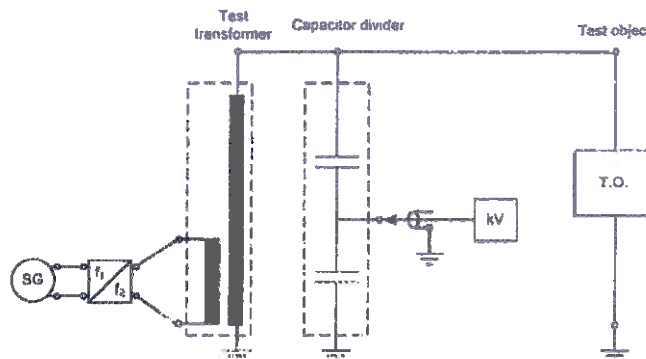 Test
transformer
Capacitor divider
Test object
T.O.
kV
SG
f₁
f₂